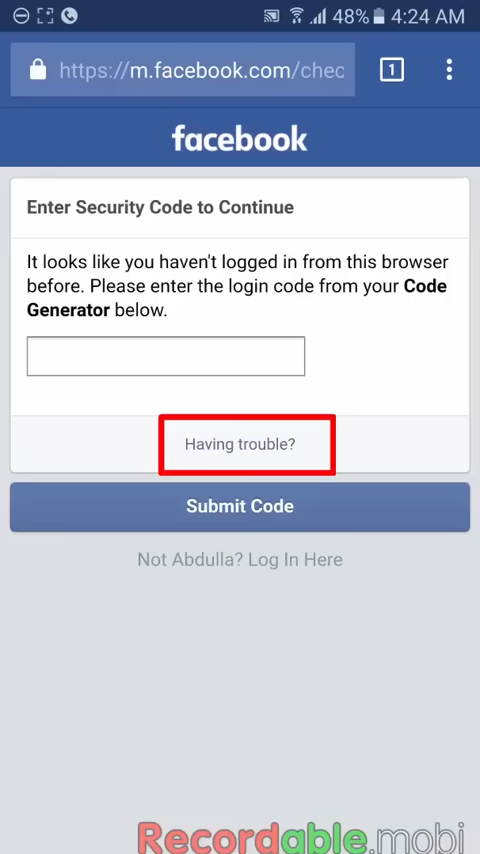 48% 4:24 AM
https://m.facebook.com/chec
1
facebook
Enter Security Code to Continue
It looks like you haven't logged in from this browser
before. Please enter the login code from your Code
Generator below.
Having trouble?
Submit Code
Not Abdulla? Log In Here
Recordable.mobi